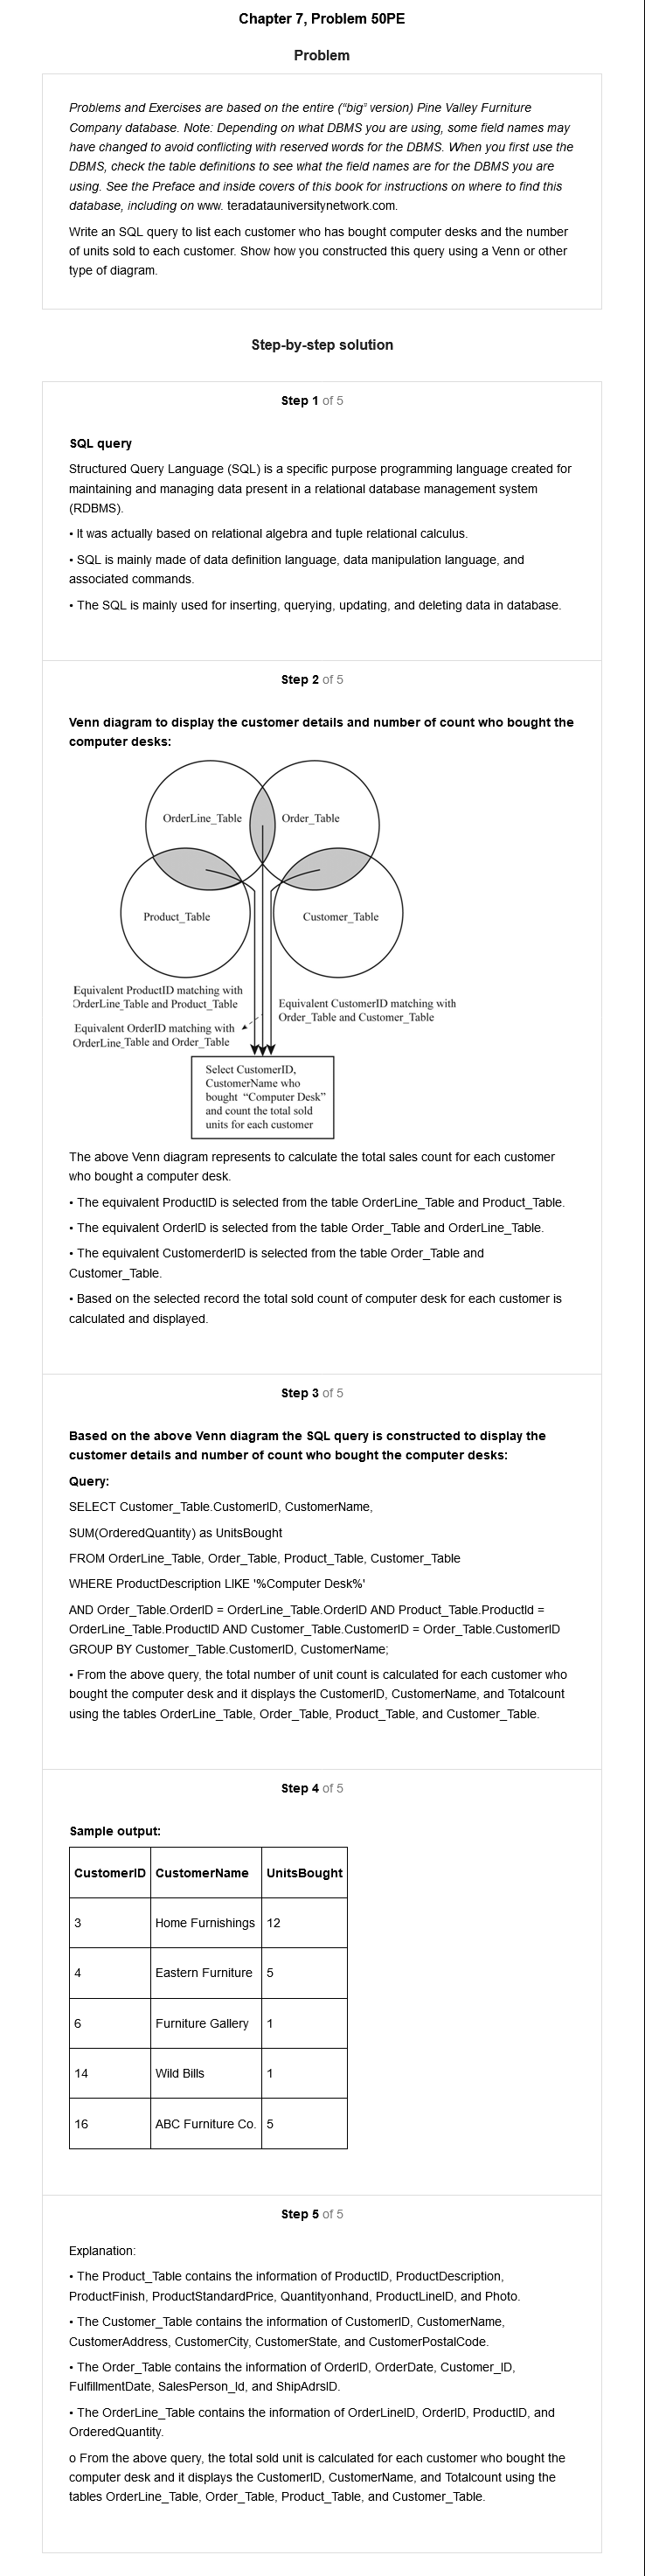 Chapter 7, Problem 50PE
Problem
Problems and Exercises are based on the entire (“big” version) Pine Valley Furniture
Company database. Note: Depending on what DBMS you are using, some field names may
have changed to avoid conflicting with reserved words for the DBMS. When you first use the
DBMS, check the table definitions to see what the field names are for the DBMS you are
using. See the Preface and inside covers of this book for instructions on where to find this
database, including on www. teradatauniversitynetwork.com.
Write an SQL query to list each customer who has bought computer desks and the number
of units sold to each customer. Show how you constructed this query using a Venn or other
type of diagram.
Step-by-step solution
Step 1 of 5
SQL query
Structured Query Language (SQL) is a specific purpose programming language created for
maintaining and managing data present in a relational database management system
(RDBMS).
• It was actually based on relational algebra and tuple relational calculus.
• SQL is mainly made of data definition language, data manipulation language, and
associated commands.
• The SQL is mainly used for inserting, querying, updating, and deleting data in database.
Step 2 of 5
Venn diagram to display the customer details and number of count who bought the
computer desks:
OrderLine_Table
Order_Table
Product_Table
Customer_Table
Equivalent ProductID matching with
OrderLine_Table and Product_Table
Equivalent CustomerID matching with
Order_Table and Customer_Table
Equivalent OrderID matching with
OrderLine_Table and Order_Table
Select CustomerID,
CustomerName who
bought “Computer Desk”
and count the total sold
units for each customer
The above Venn diagram represents to calculate the total sales count for each customer
who bought a computer desk.
• The equivalent ProductID is selected from the table OrderLine_Table and Product_Table.
• The equivalent OrderID is selected from the table Order_Table and OrderLine_Table.
• The equivalent CustomerderID is selected from the table Order_Table and
Customer_Table.
• Based on the selected record the total sold count of computer desk for each customer is
calculated and displayed.
Step 3 of 5
Based on the above Venn diagram the SQL query is constructed to display the
customer details and number of count who bought the computer desks:
Query:
SELECT Customer_Table.CustomerID, CustomerName,
SUM(OrderedQuantity) as UnitsBought
FROM OrderLine_Table, Order_Table, Product_Table, Customer_Table
WHERE ProductDescription LIKE '%Computer Desk%'
AND Order_Table.OrderID = OrderLine_Table.OrderID AND Product_Table.ProductId =
OrderLine_Table.ProductID AND Customer_Table.CustomerID = Order_Table.CustomerID
GROUP BY Customer_Table.CustomerID, CustomerName;
• From the above query, the total number of unit count is calculated for each customer who
bought the computer desk and it displays the CustomerID, CustomerName, and Totalcount
using the tables OrderLine_Table, Order_Table, Product_Table, and Customer_Table.
Step 4 of 5
Sample output:
CustomerID CustomerName UnitsBought
3 Home Furnishings 12
4 Eastern Furniture 5
6 Furniture Gallery 1
14 Wild Bills 1
16 ABC Furniture Co. 5
Step 5 of 5
Explanation:
• The Product_Table contains the information of ProductID, ProductDescription,
ProductFinish, ProductStandardPrice, Quantityonhand, ProductLineID, and Photo.
• The Customer_Table contains the information of CustomerID, CustomerName,
CustomerAddress, CustomerCity, CustomerState, and CustomerPostalCode.
• The Order_Table contains the information of OrderID, OrderDate, Customer_ID,
FulfillmentDate, SalesPerson_Id, and ShipAdrsID.
• The OrderLine_Table contains the information of OrderLineID, OrderID, ProductID, and
OrderedQuantity.
o From the above query, the total sold unit is calculated for each customer who bought the
computer desk and it displays the CustomerID, CustomerName, and Totalcount using the
tables OrderLine_Table, Order_Table, Product_Table, and Customer_Table.